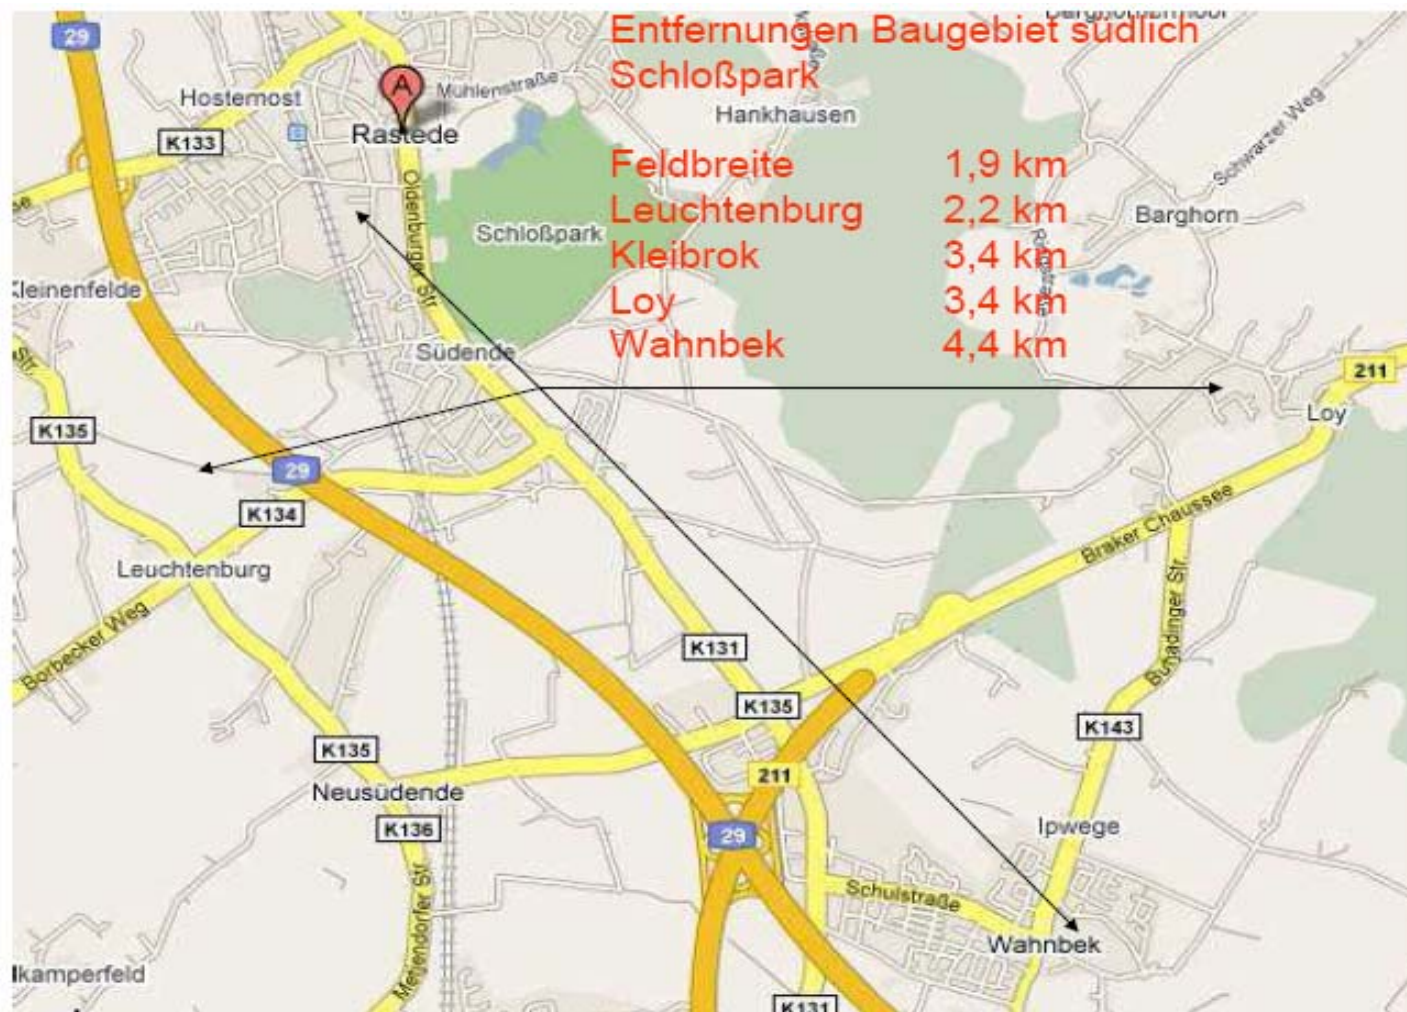 Entfernungen Baugebiet südlich
Schloßpark
Feldbreite 1,9 km
Leuchtenburg 2,2 km
Kleibrok 3,4 km
Loy 3,4 km
Wahnbek 4,4 km
29
Hostemost
A
Mühlenstraße
Hankhausen
Schwarzer Weg
K133
Rastede
Oldenburger Str.
Schloßpark
Barghorn
Kleinenfelde
Südende
211
Loy
K135
29
K134
Braker Chaussee
Leuchtenburg
Borbecker Weg
Butjadinger Str.
K131
K135
K143
K135
211
Neusüdende
K136
29
Ipwege
Schulstraße
Wahnbek
Metjendorfer Str.
lkamperfeld
K131